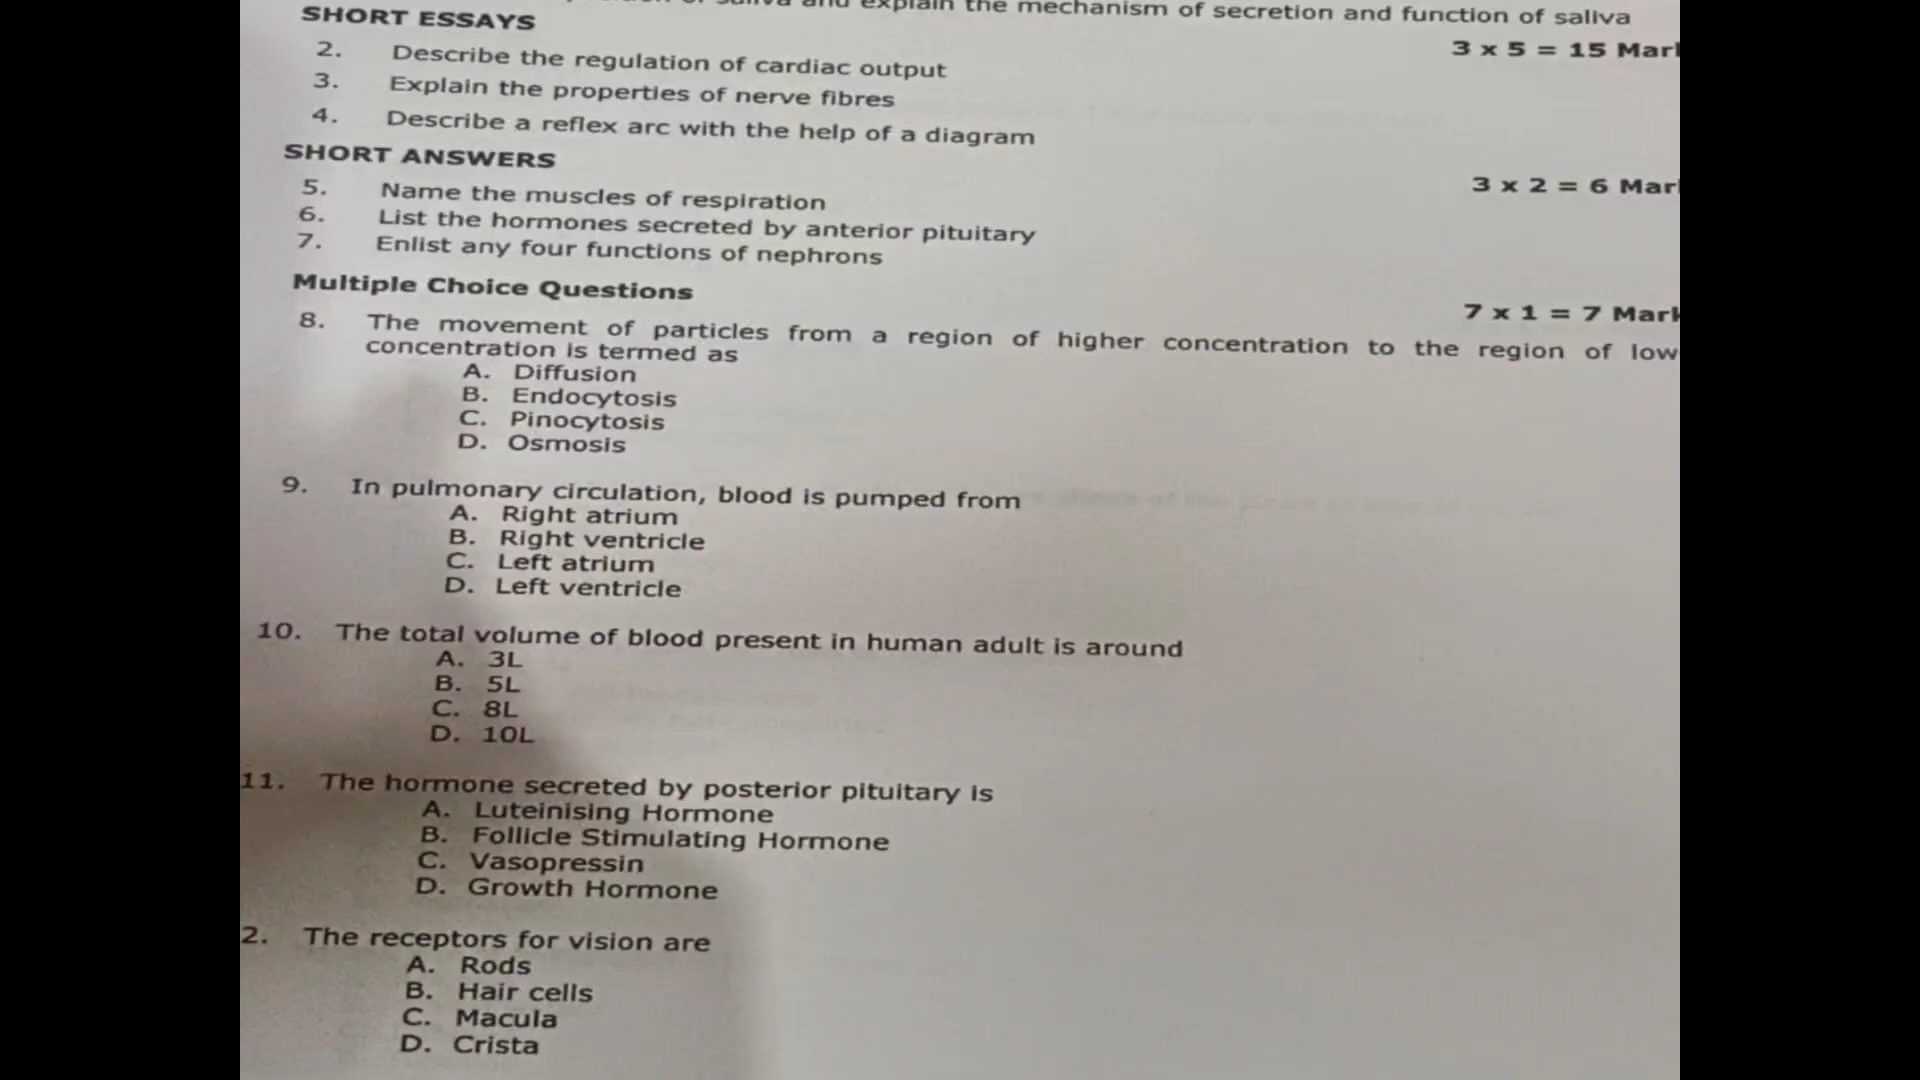 of saliva and explain the mechanism of secretion and function of saliva
SHORT ESSAYS
3 x 5 = 15 Mar
2. Describe the regulation of cardiac output
3. Explain the properties of nerve fibres
4. Describe a reflex arc with the help of a diagram
SHORT ANSWERS
3 x 2 = 6 Mar
5. Name the muscles of respiration
6. List the hormones secreted by anterior pituitary
7. Enlist any four functions of nephrons
Multiple Choice Questions
7 x 1 = 7 Mark
8. The movement of particles from a region of higher concentration to the region of low
concentration is termed as
A. Diffusion
B. Endocytosis
C. Pinocytosis
D. Osmosis
9. In pulmonary circulation, blood is pumped from
A. Right atrium
B. Right ventricle
C. Left atrium
D. Left ventricle
10. The total volume of blood present in human adult is around
A. 3L
B. 5L
C. 8L
D. 10L
11. The hormone secreted by posterior pituitary is
A. Luteinising Hormone
B. Follicle Stimulating Hormone
C. Vasopressin
D. Growth Hormone
2. The receptors for vision are
A. Rods
B. Hair cells
C. Macula
D. Crista